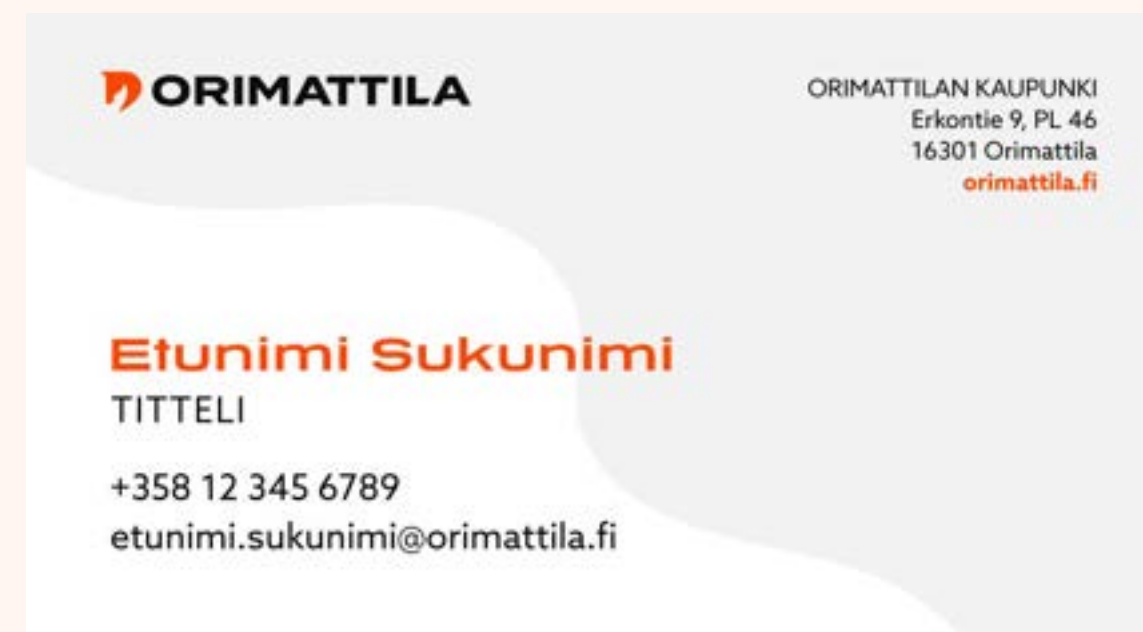 ORIMATTILA
ORIMATTILAN KAUPUNKI
Erkontie 9, PL 46
16301 Orimattila
orimattila.fi
Etunimi Sukunimi
TITTELI
+358 12 345 6789
etunimi.sukunimi@orimattila.fi